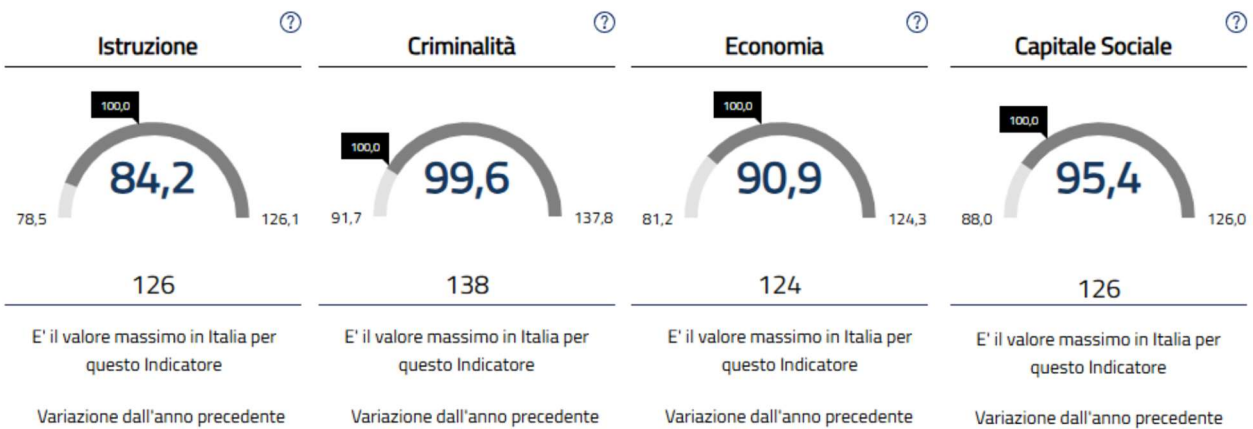 ?
Istruzione
100,0
84,2
78,5
126,1
126
E' il valore massimo in Italia per
questo Indicatore
Variazione dall'anno precedente
?
Criminalità
100,0
99,6
91,7
137,8
138
E' il valore massimo in Italia per
questo Indicatore
Variazione dall'anno precedente
?
Economia
100,0
90,9
81,2
124,3
124
E' il valore massimo in Italia per
questo Indicatore
Variazione dall'anno precedente
?
Capitale Sociale
100,0
95,4
88,0
126,0
126
E' il valore massimo in Italia per
questo Indicatore
Variazione dall'anno precedente